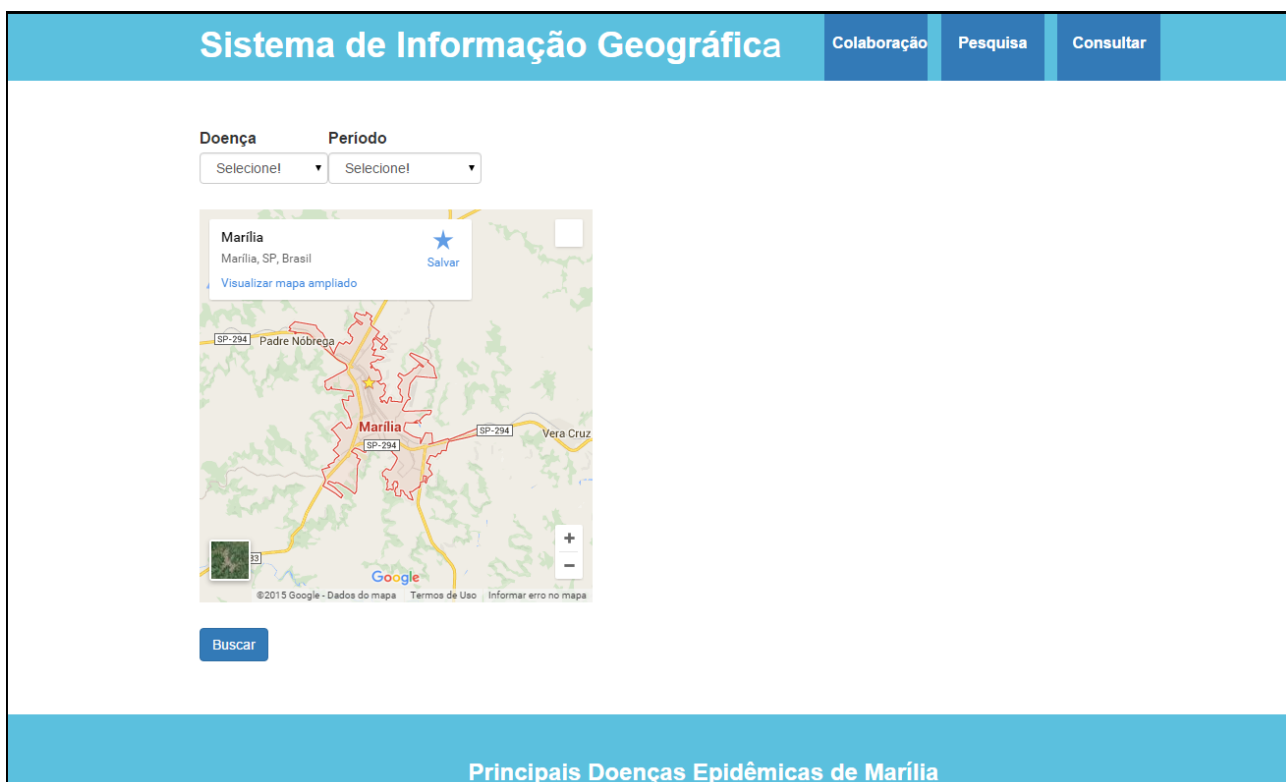 Sistema de Informação Geográfica
Colaboração
Pesquisa
Consultar
Doença
Período
Selecione!
Selecione!
Marília
Marília, SP, Brasil
Salvar
Visualizar mapa ampliado
SP-294
Padre Nóbrega
Marília
SP-294
SP-294
Vera Cruz
33
+
−
Google
©2015 Google - Dados do mapa
Termos de Uso
Informar erro no mapa
Buscar
Principais Doenças Epidêmicas de Marília